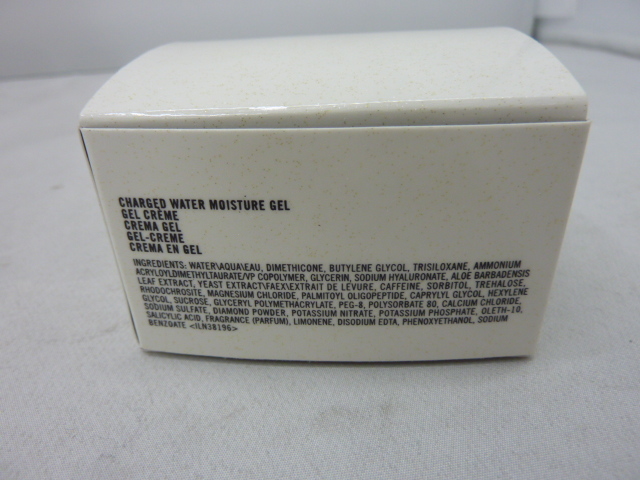 CHARGED WATER MOISTURE GEL
GEL CRÈME
CREMA GEL
GEL-CREME
CREMA EN GEL
INGREDIENTS: WATER\AQUA\EAU, DIMETHICONE, BUTYLENE GLYCOL, TRISILOXANE, AMMONIUM
ACRYLOYLDIMETHYLTAURATE/VP COPOLYMER, GLYCERIN, SODIUM HYALURONATE, ALOE BARBADENSIS
LEAF EXTRACT, YEAST EXTRACT\FAEX\EXTRAIT DE LEVURE, CAFFEINE, SORBITOL, TREHALOSE,
RHODOCHROSITE, MAGNESIUM CHLORIDE, PALMITOYL OLIGOPEPTIDE, CAPRYLYL GLYCOL, HEXYLENE
GLYCOL, SUCROSE, GLYCERYL POLYMETHACRYLATE, PEG-8, POLYSORBATE 80, CALCIUM CHLORIDE,
SODIUM SULFATE, DIAMOND POWDER, POTASSIUM NITRATE, POTASSIUM PHOSPHATE, OLETH-10,
SALICYLIC ACID, FRAGRANCE (PARFUM), LIMONENE, DISODIUM EDTA, PHENOXYETHANOL, SODIUM
BENZOATE <ILN38196>